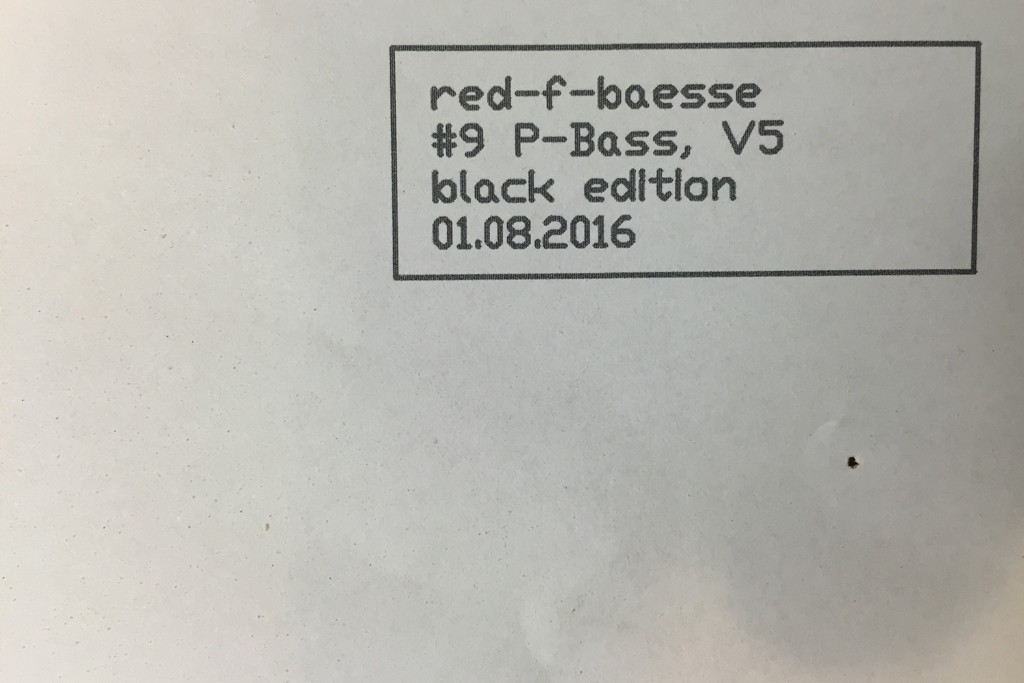 red-f-baesse
#9 P-Bass, V5
black edition
01.08.2016